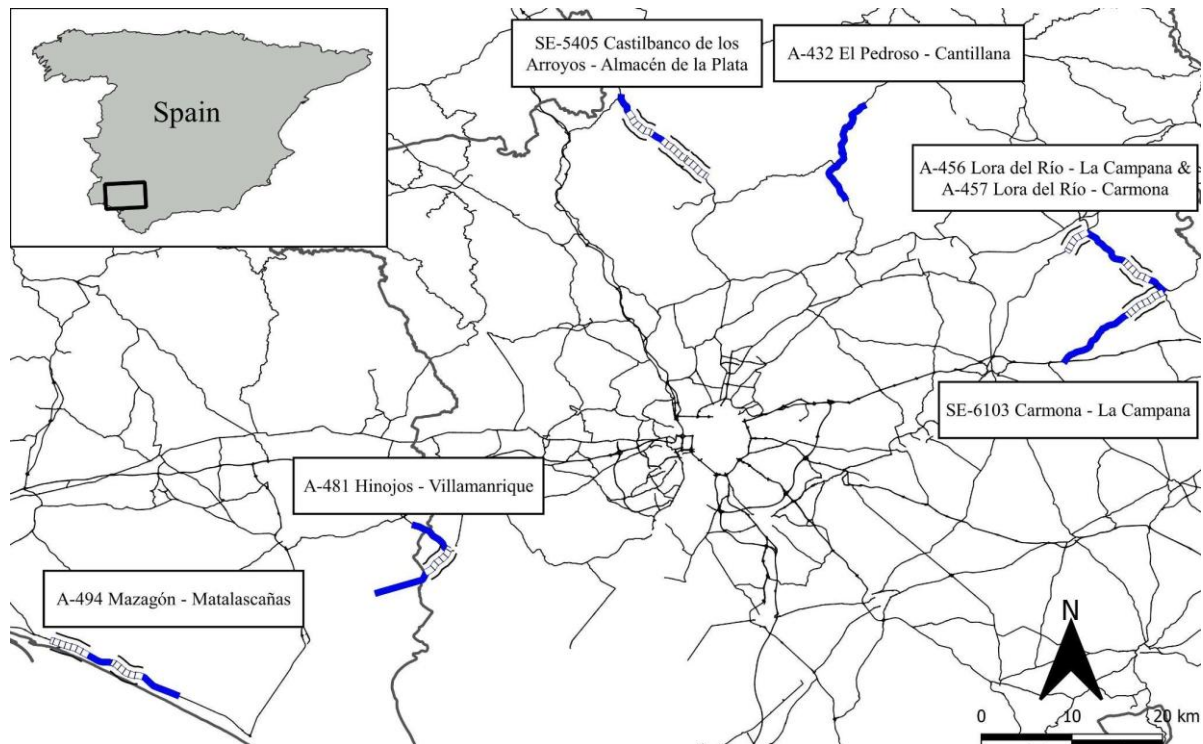 Spain
SE-5405 Castilbanco de los
Arroyos - Almacén de la Plata
A-432 El Pedroso - Cantillana
A-456 Lora del Río - La Campana &
A-457 Lora del Río - Carmona
SE-6103 Carmona - La Campana
A-481 Hinojos - Villamanrique
A-494 Mazagón - Matalascañas
N
0 10 20 km